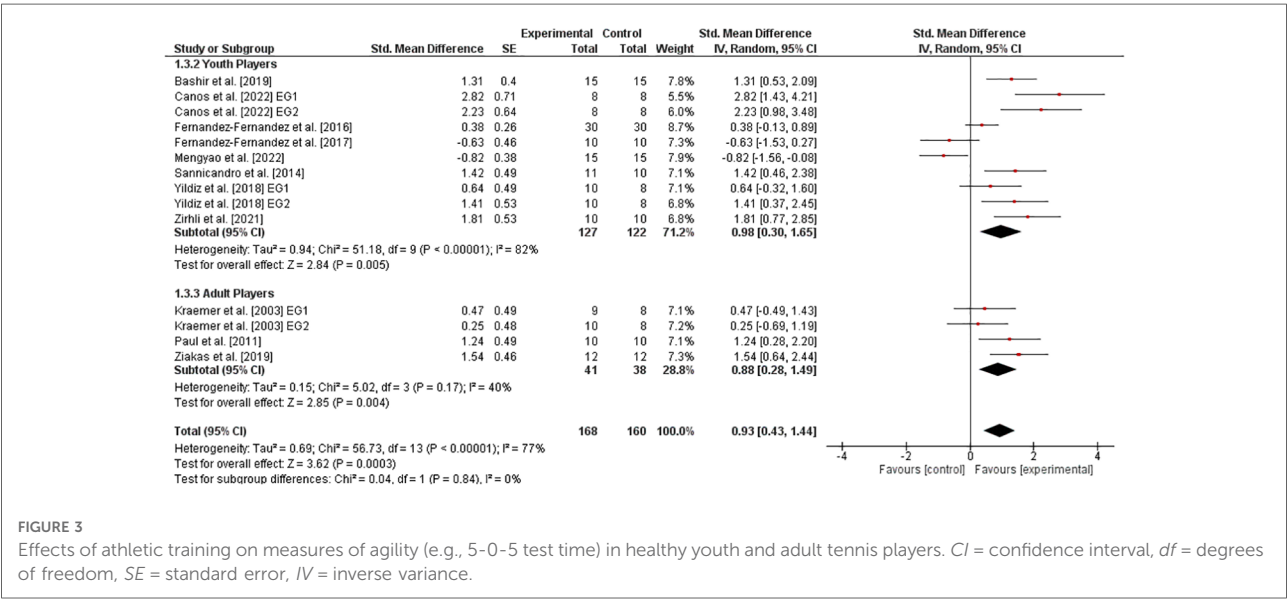 Experimental Control Std. Mean Difference Std. Mean Difference
Study or Subgroup Std. Mean Difference SE Total Total Weight IV, Random, 95% CI IV, Random, 95% CI
1.3.2 Youth Players
Bashir et al. [2019] 1.31 0.4 15 15 7.8% 1.31 [0.53, 2.09]
Canos et al. [2022] EG1 2.82 0.71 8 8 5.5% 2.82 [1.43, 4.21]
Canos et al. [2022] EG2 2.23 0.64 8 8 6.0% 2.23 [0.98, 3.48]
Fernandez-Fernandez et al. [2016] 0.38 0.26 30 30 8.7% 0.38 [-0.13, 0.89]
Fernandez-Fernandez et al. [2017] -0.63 0.46 10 10 7.3% -0.63 [-1.53, 0.27]
Mengyao et al. [2022] -0.82 0.38 15 15 7.9% -0.82 [-1.56, -0.08]
Sannicandro et al. [2014] 1.42 0.49 11 10 7.1% 1.42 [0.46, 2.38]
Yildiz et al. [2018] EG1 0.64 0.49 10 8 7.1% 0.64 [-0.32, 1.60]
Yildiz et al. [2018] EG2 1.41 0.53 10 8 6.8% 1.41 [0.37, 2.45]
Zirhli et al. [2021] 1.81 0.53 10 10 6.8% 1.81 [0.77, 2.85]
Subtotal (95% CI) 127 122 71.2% 0.98 [0.30, 1.65]
Heterogeneity: Tau² = 0.94; Chi² = 51.18, df = 9 (P < 0.00001); I² = 82%
Test for overall effect: Z = 2.84 (P = 0.005)
1.3.3 Adult Players
Kraemer et al. [2003] EG1 0.47 0.49 9 8 7.1% 0.47 [-0.49, 1.43]
Kraemer et al. [2003] EG2 0.25 0.48 10 8 7.2% 0.25 [-0.69, 1.19]
Paul et al. [2011] 1.24 0.49 10 10 7.1% 1.24 [0.28, 2.20]
Ziakas et al. [2019] 1.54 0.46 12 12 7.3% 1.54 [0.64, 2.44]
Subtotal (95% CI) 41 38 28.8% 0.88 [0.28, 1.49]
Heterogeneity: Tau² = 0.15; Chi² = 5.02, df = 3 (P = 0.17); I² = 40%
Test for overall effect: Z = 2.85 (P = 0.004)
Total (95% CI) 168 160 100.0% 0.93 [0.43, 1.44]
Heterogeneity: Tau² = 0.69; Chi² = 56.73, df = 13 (P < 0.00001); I² = 77%
Test for overall effect: Z = 3.62 (P = 0.0003)
Test for subgroup differences: Chi² = 0.04, df = 1 (P = 0.84), I² = 0%
-4 -2 0 2 4
Favours [control] Favours [experimental]
FIGURE 3
Effects of athletic training on measures of agility (e.g., 5-0-5 test time) in healthy youth and adult tennis players. CI = confidence interval, df = degrees
of freedom, SE = standard error, IV = inverse variance.